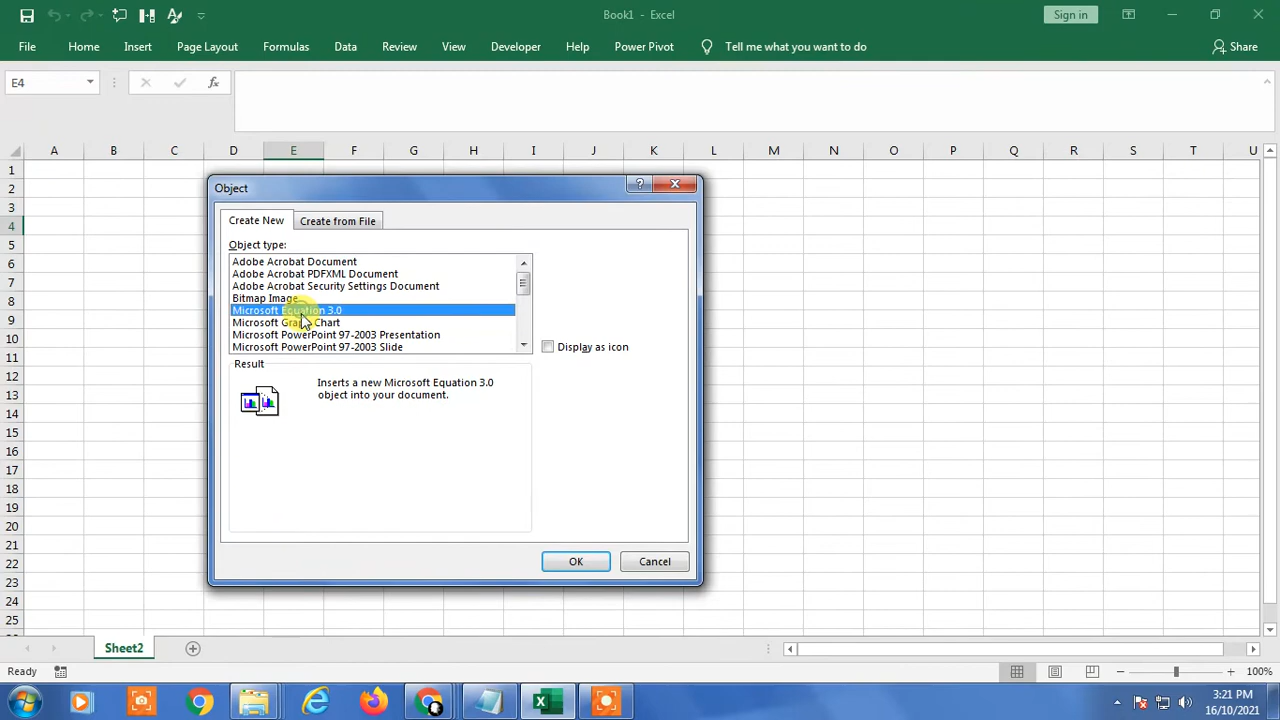 Book1 - Excel
Sign in
File Home Insert Page Layout Formulas Data Review View Developer Help Power Pivot Tell me what you want to do Share
E4
fx
A B C D E F G H I J K L M N O P Q R S T U
1
2
3
4
5
6
7
8
9
10
11
12
13
14
15
16
17
18
19
20
21
22
23
24
25
Object
?
Create New Create from File
Object type:
Adobe Acrobat Document
Adobe Acrobat PDFXML Document
Adobe Acrobat Security Settings Document
Bitmap Image
Microsoft Equation 3.0
Microsoft Graph Chart
Microsoft PowerPoint 97-2003 Presentation
Microsoft PowerPoint 97-2003 Slide
Display as icon
Result
Inserts a new Microsoft Equation 3.0
object into your document.
OK Cancel
Sheet2
Ready
100%
3:21 PM
16/10/2021